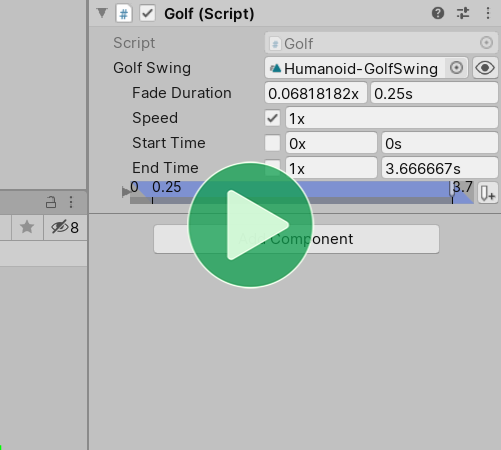 # Golf (Script)
Script # Golf
Golf Swing Humanoid-GolfSwing
Fade Duration 0.06818182x 0.25s
Speed 1x
Start Time 0x 0s
End Time 1x 3.666667s
0 0.25 3.7
8
Component